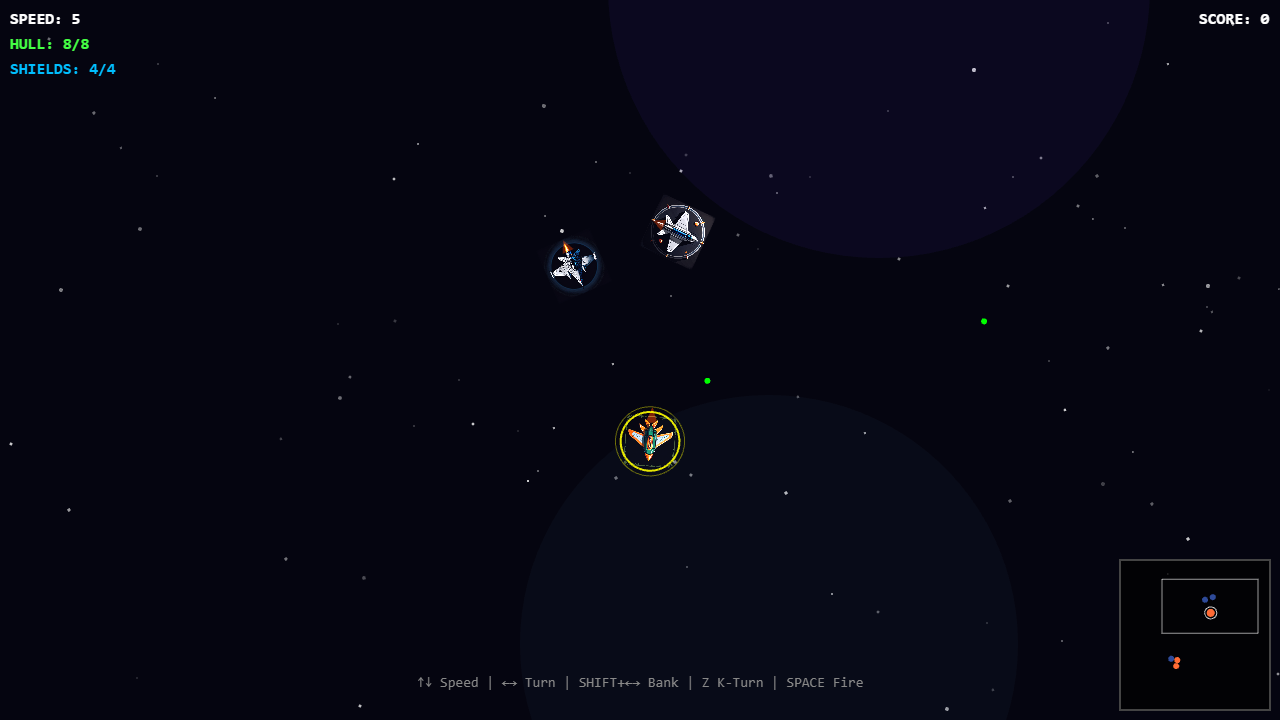 SPEED: 5
SCORE: 0
HULL: 8/8
SHIELDS: 4/4
↑↓ Speed | ←→ Turn | SHIFT+←→ Bank | Z K-Turn | SPACE Fire